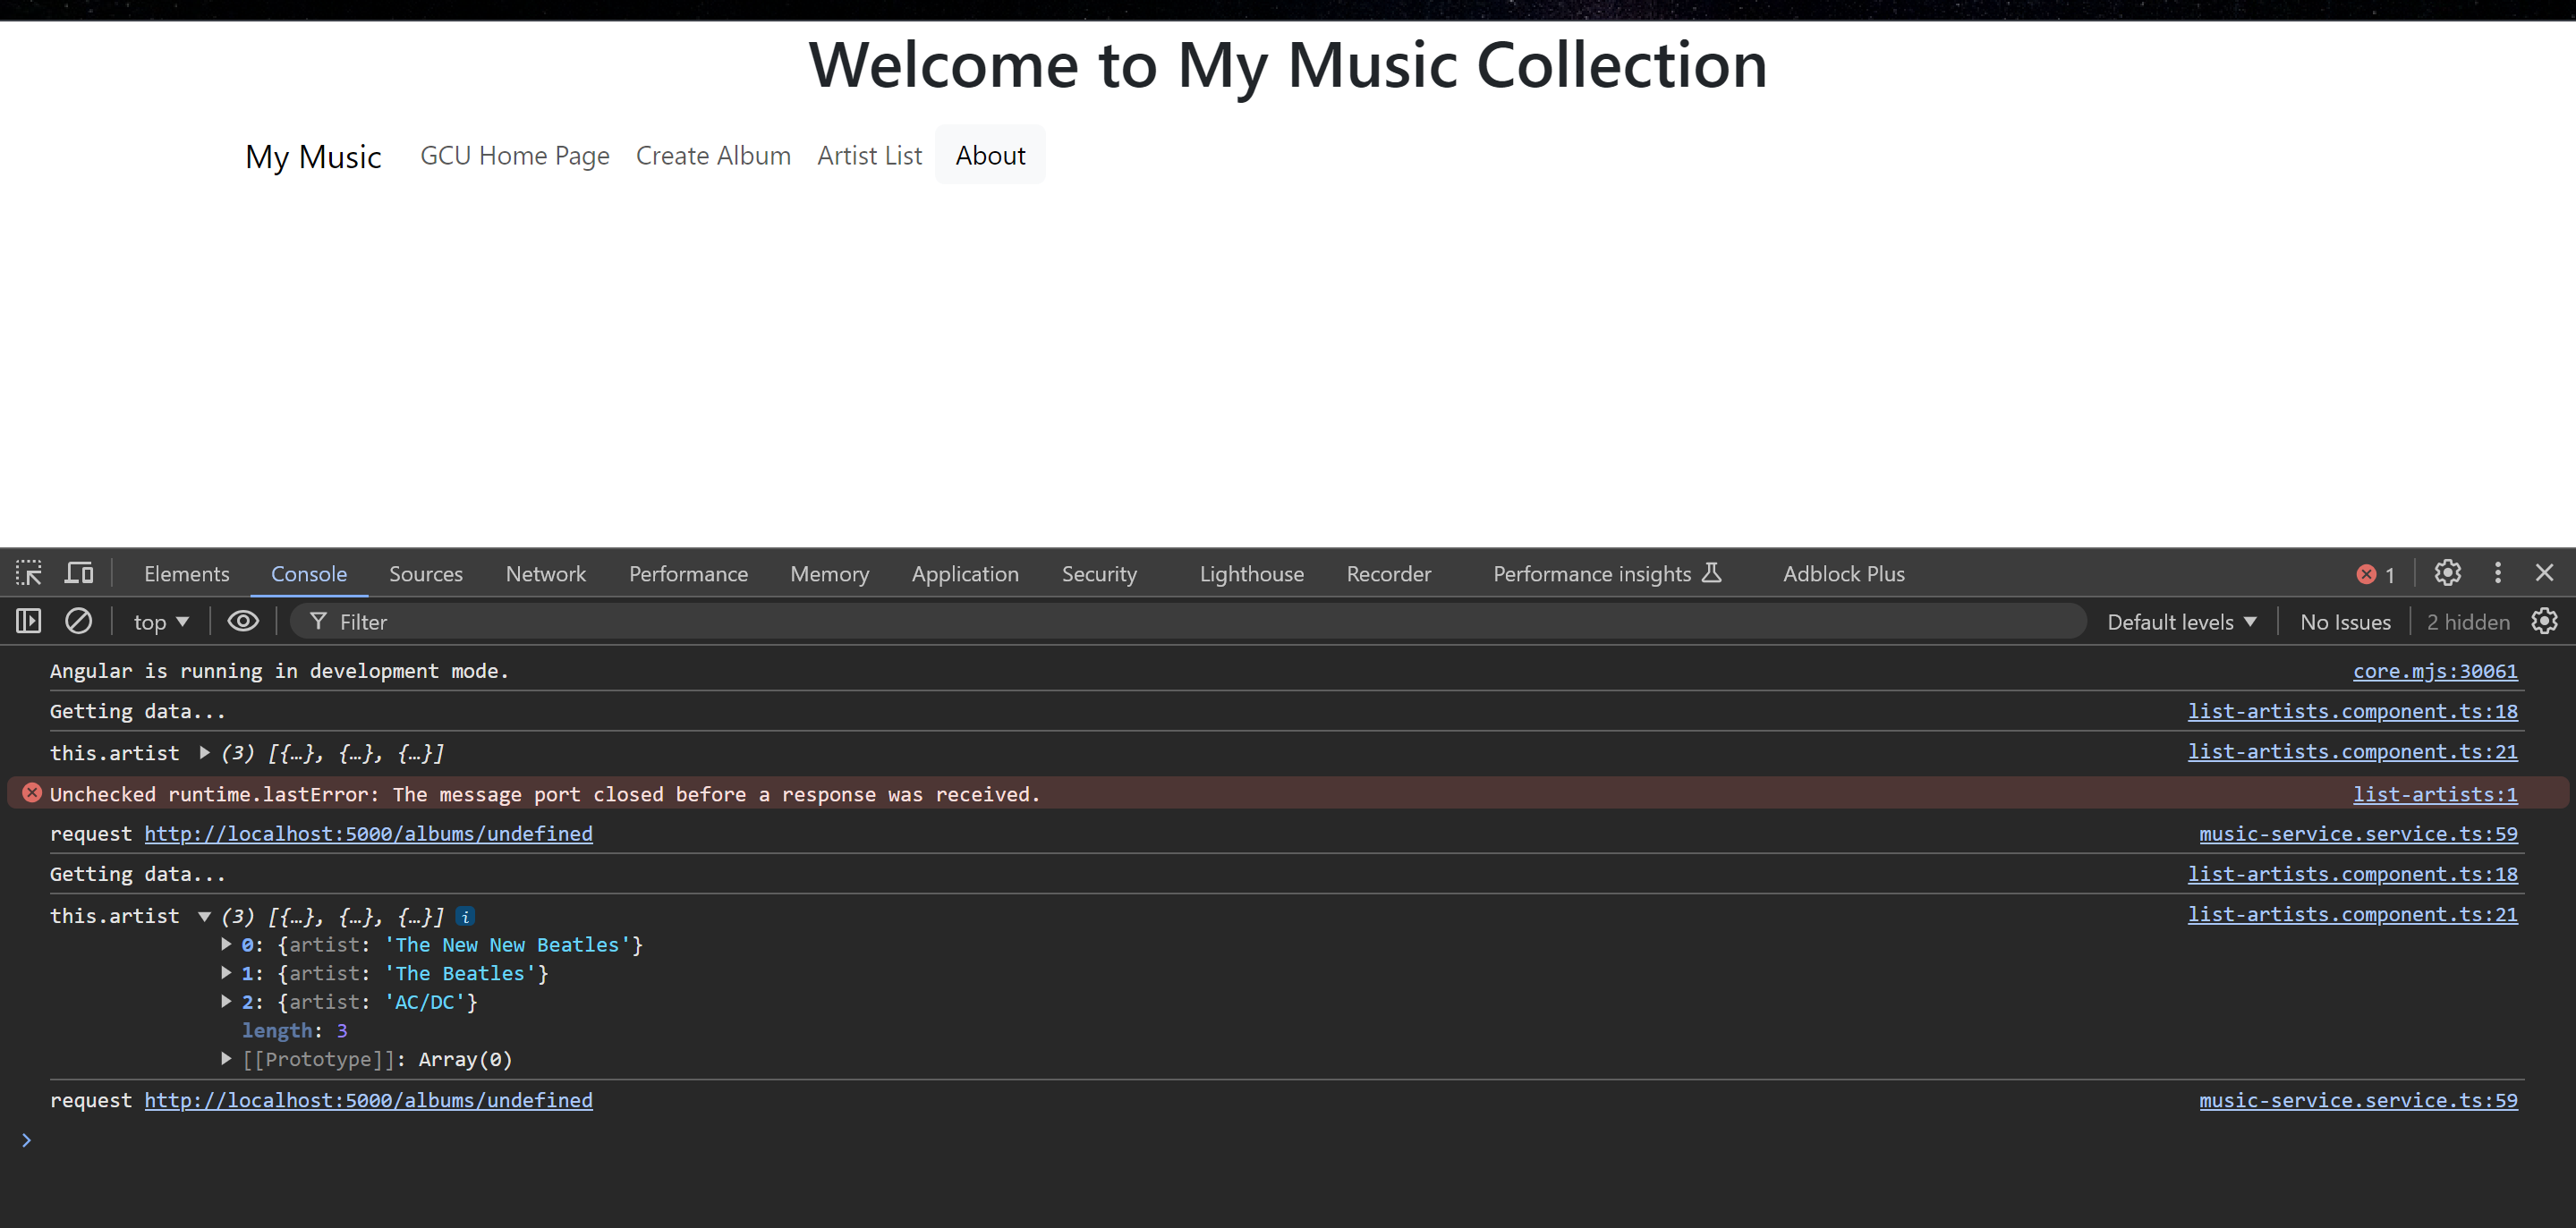 Welcome to My Music Collection
My Music GCU Home Page Create Album Artist List About
Elements Console Sources Network Performance Memory Application Security Lighthouse Recorder Performance insights Adblock Plus 1
top Filter Default levels No Issues 2 hidden
Angular is running in development mode. core.mjs:30061
Getting data... list-artists.component.ts:18
this.artist (3) [{…}, {…}, {…}] list-artists.component.ts:21
Unchecked runtime.lastError: The message port closed before a response was received. list-artists:1
request http://localhost:5000/albums/undefined music-service.service.ts:59
Getting data... list-artists.component.ts:18
this.artist (3) [{…}, {…}, {…}] i list-artists.component.ts:21
0: {artist: 'The New New Beatles'}
1: {artist: 'The Beatles'}
2: {artist: 'AC/DC'}
length: 3
[[Prototype]]: Array(0)
request http://localhost:5000/albums/undefined music-service.service.ts:59